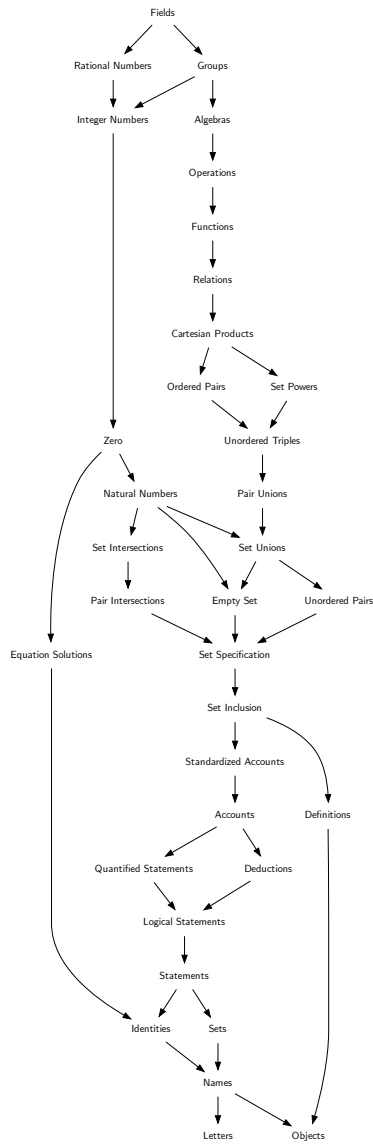 Fields
Rational Numbers
Groups
Integer Numbers
Algebras
Operations
Functions
Relations
Cartesian Products
Ordered Pairs
Set Powers
Zero
Unordered Triples
Natural Numbers
Pair Unions
Set Intersections
Set Unions
Pair Intersections
Empty Set
Unordered Pairs
Equation Solutions
Set Specification
Set Inclusion
Standardized Accounts
Accounts
Definitions
Quantified Statements
Deductions
Logical Statements
Statements
Identities
Sets
Names
Letters
Objects